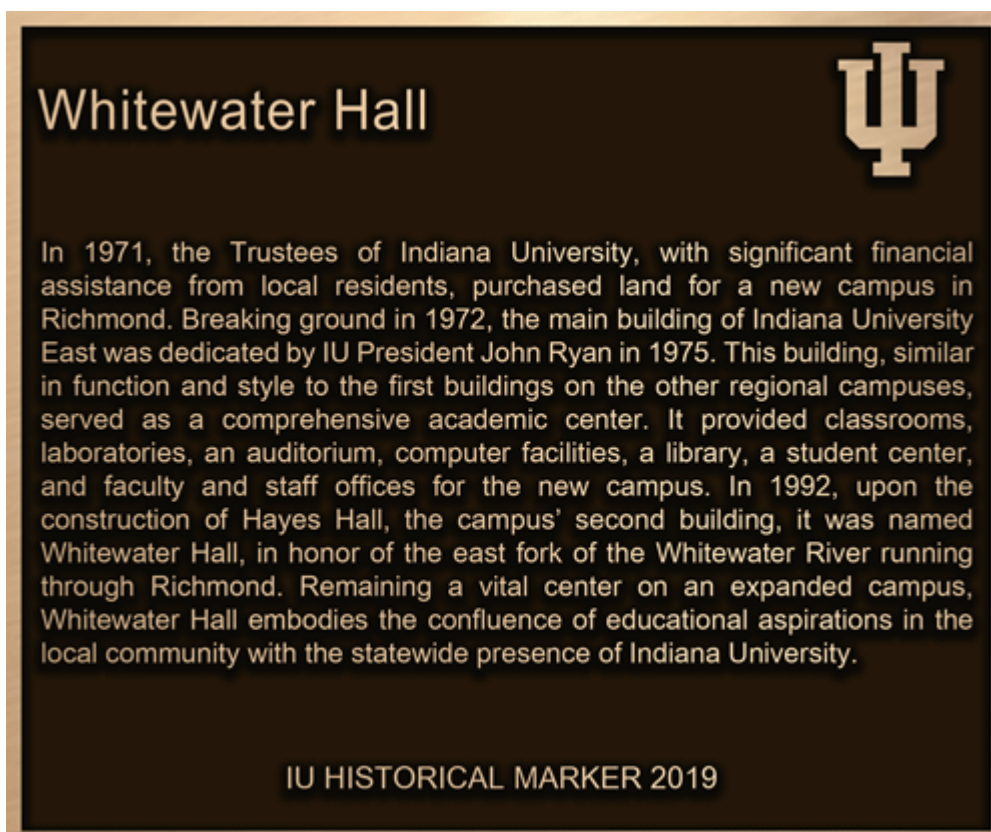 Whitewater Hall
In 1971, the Trustees of Indiana University, with significant financial
assistance from local residents, purchased land for a new campus in
Richmond. Breaking ground in 1972, the main building of Indiana University
East was dedicated by IU President John Ryan in 1975. This building, similar
in function and style to the first buildings on the other regional campuses,
served as a comprehensive academic center. It provided classrooms,
laboratories, an auditorium, computer facilities, a library, a student center,
and faculty and staff offices for the new campus. In 1992, upon the
construction of Hayes Hall, the campus’ second building, it was named
Whitewater Hall, in honor of the east fork of the Whitewater River running
through Richmond. Remaining a vital center on an expanded campus,
Whitewater Hall embodies the confluence of educational aspirations in the
local community with the statewide presence of Indiana University.
IU HISTORICAL MARKER 2019